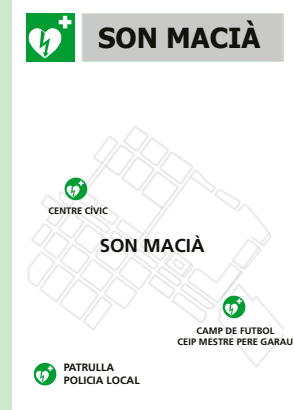 SON MACIÀ
CENTRE CÍVIC
SON MACIÀ
CAMP DE FUTBOL
CEIP MESTRE PERE GARAU
PATRULLA
POLICIA LOCAL